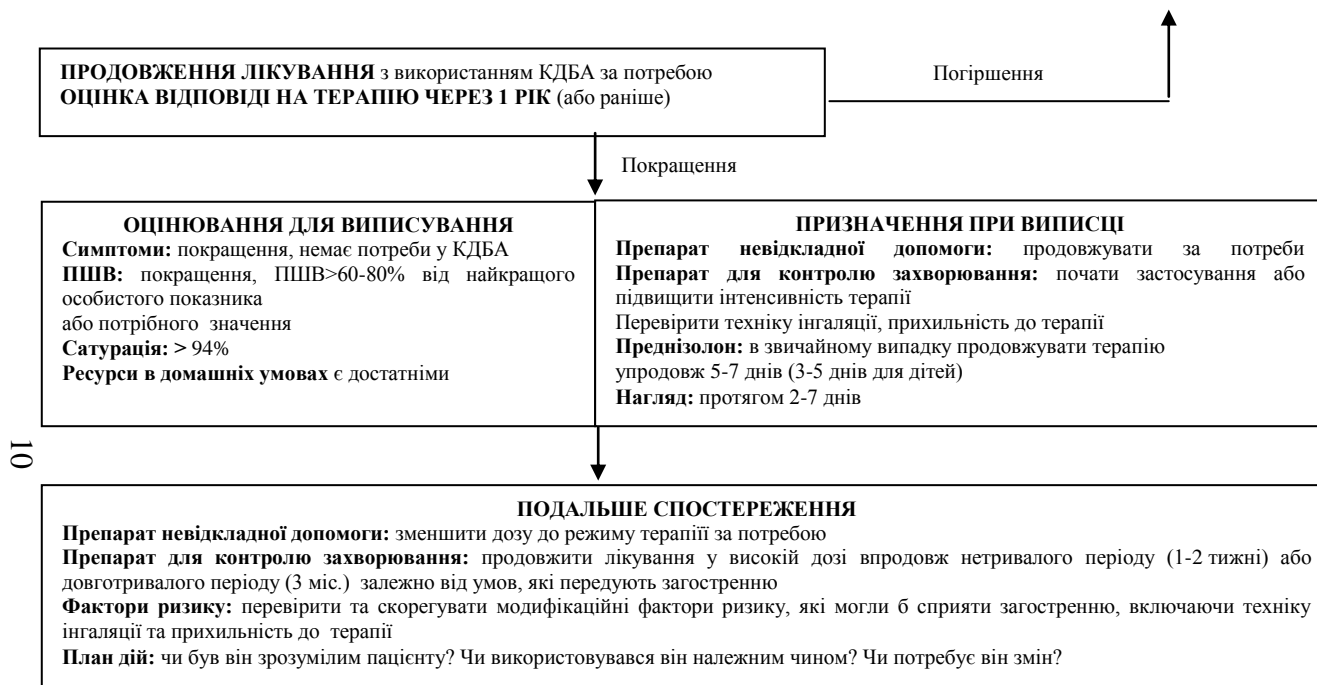 ПРОДОВЖЕННЯ ЛІКУВАННЯ з використанням КДБА за потребою
ОЦІНКА ВІДПОВІДІ НА ТЕРАПІЮ ЧЕРЕЗ 1 РІК (або раніше)
Погіршення
Покращення
ОЦІНЮВАННЯ ДЛЯ ВИПИСУВАННЯ
Симптоми: покращення, немає потреби у КДБА
ПШВ: покращення, ПШВ>60-80% від найкращого
особистого показника
або потрібного значення
Сатурація: > 94%
Ресурси в домашніх умовах є достатніми
ПРИЗНАЧЕННЯ ПРИ ВИПИСЦІ
Препарат невідкладної допомоги: продовжувати за потреби
Препарат для контролю захворювання: почати застосування або
підвищити інтенсивність терапії
Перевірити техніку інгаляції, прихильність до терапії
Преднізолон: в звичайному випадку продовжувати терапію
упродовж 5-7 днів (3-5 днів для дітей)
Нагляд: протягом 2-7 днів
10
ПОДАЛЬШЕ СПОСТЕРЕЖЕННЯ
Препарат невідкладної допомоги: зменшити дозу до режиму терапіїї за потребою
Препарат для контролю захворювання: продовжити лікування у високій дозі впродовж нетривалого періоду (1-2 тижні) або
довготривалого періоду (3 міс.) залежно від умов, які передують загостренню
Фактори ризику: перевірити та скорегувати модифікаційні фактори ризику, які могли б сприяти загостренню, включаючи техніку
інгаляції та прихильність до терапії
План дій: чи був він зрозумілим пацієнту? Чи використовувався він належним чином? Чи потребує він змін?